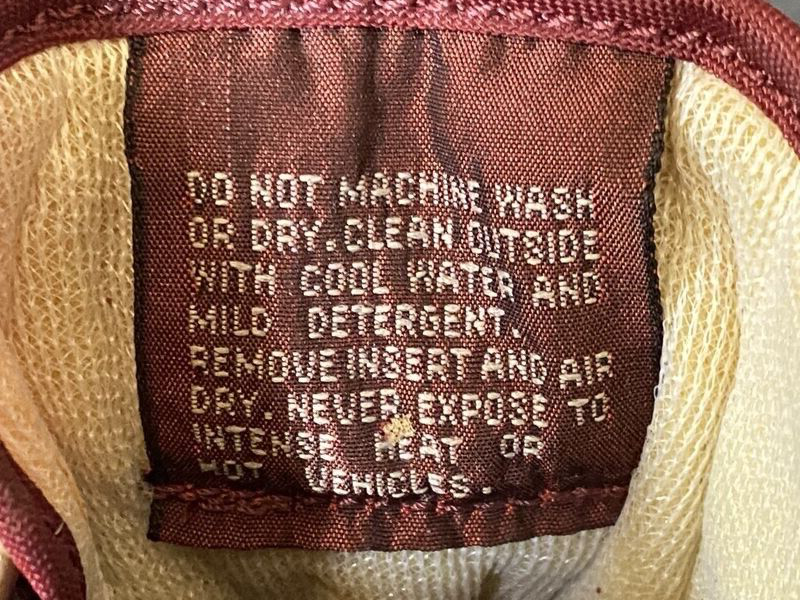 DO NOT MACHINE WASH
OR DRY. CLEAN OUTSIDE
WITH COOL WATER AND
MILD DETERGENT.
REMOVE INSERT AND AIR
DRY. NEVER EXPOSE TO
INTENSE HEAT OR
HOT VEHICLES.